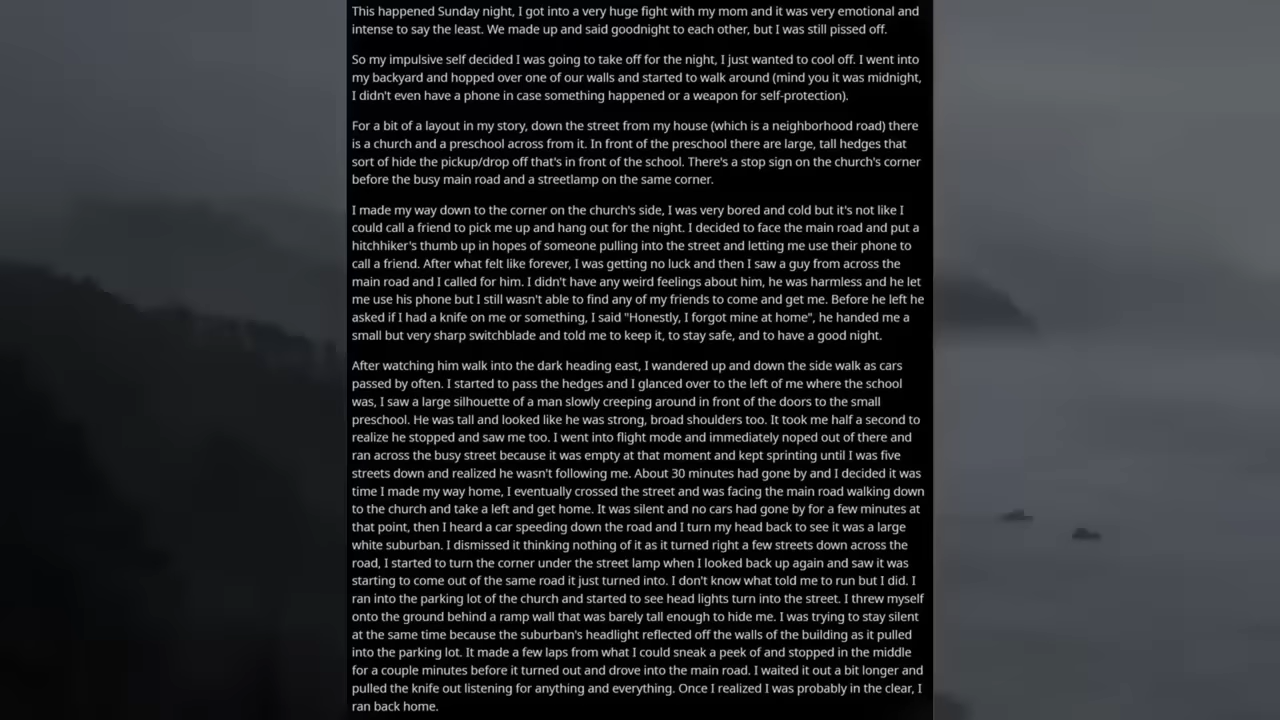 This happened Sunday night, I got into a very huge fight with my mom and it was very emotional and
intense to say the least. We made up and said goodnight to each other, but I was still pissed off.
So my impulsive self decided I was going to take off for the night, I just wanted to cool off. I went into
my backyard and hopped over one of our walls and started to walk around (mind you it was midnight,
I didn't even have a phone in case something happened or a weapon for self-protection).
For a bit of a layout in my story, down the street from my house (which is a neighborhood road) there
is a church and a preschool across from it. In front of the preschool there are large, tall hedges that
sort of hide the pickup/drop off that's in front of the school. There's a stop sign on the church's corner
before the busy main road and a streetlamp on the same corner.
I made my way down to the corner on the church's side, I was very bored and cold but it's not like I
could call a friend to pick me up and hang out for the night. I decided to face the main road and put a
hitchhiker's thumb up in hopes of someone pulling into the street and letting me use their phone to
call a friend. After what felt like forever, I was getting no luck and then I saw a guy from across the
main road and I called for him. I didn't have any weird feelings about him, he was harmless and he let
me use his phone but I still wasn't able to find any of my friends to come and get me. Before he left he
asked if I had a knife on me or something, I said "Honestly, I forgot mine at home", he handed me a
small but very sharp switchblade and told me to keep it, to stay safe, and to have a good night.
After watching him walk into the dark heading east, I wandered up and down the side walk as cars
passed by often. I started to pass the hedges and I glanced over to the left of me where the school
was, I saw a large silhouette of a man slowly creeping around in front of the doors to the small
preschool. He was tall and looked like he was strong, broad shoulders too. It took me half a second to
realize he stopped and saw me too. I went into flight mode and immediately noped out of there and
ran across the busy street because it was empty at that moment and kept sprinting until I was five
streets down and realized he wasn't following me. About 30 minutes had gone by and I decided it was
time I made my way home, I eventually crossed the street and was facing the main road walking down
to the church and take a left and get home. It was silent and no cars had gone by for a few minutes at
that point, then I heard a car speeding down the road and I turn my head back to see it was a large
white suburban. I dismissed it thinking nothing of it as it turned right a few streets down across the
road, I started to turn the corner under the street lamp when I looked back up again and saw it was
starting to come out of the same road it just turned into. I don't know what told me to run but I did. I
ran into the parking lot of the church and started to see head lights turn into the street. I threw myself
onto the ground behind a ramp wall that was barely tall enough to hide me. I was trying to stay silent
at the same time because the suburban's headlight reflected off the walls of the building as it pulled
into the parking lot. It made a few laps from what I could sneak a peek of and stopped in the middle
for a couple minutes before it turned out and drove into the main road. I waited it out a bit longer and
pulled the knife out listening for anything and everything. Once I realized I was probably in the clear, I
ran back home.